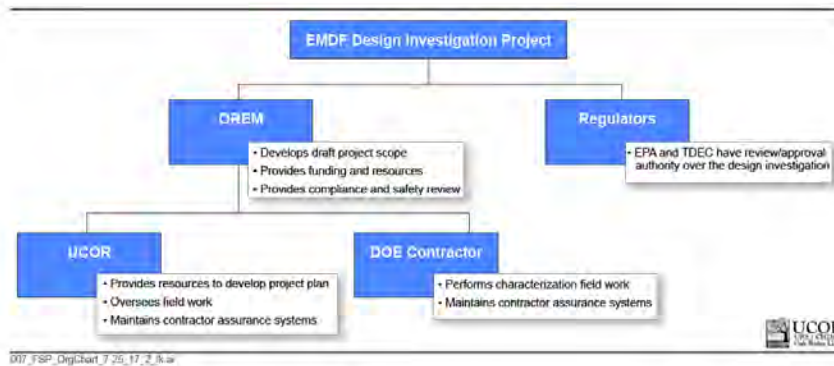 EMDF Design Investigation Project
OREM
Regulators
• Develops draft project scope
• Provides funding and resources
• Provides compliance and safety review
• EPA and TDEC have review/approval
authority over the design investigation
UCOR
DOE Contractor
• Provides resources to develop project plan
• Oversees field work
• Maintains contractor assurance systems
• Performs characterization field work
• Maintains contractor assurance systems
UCOR